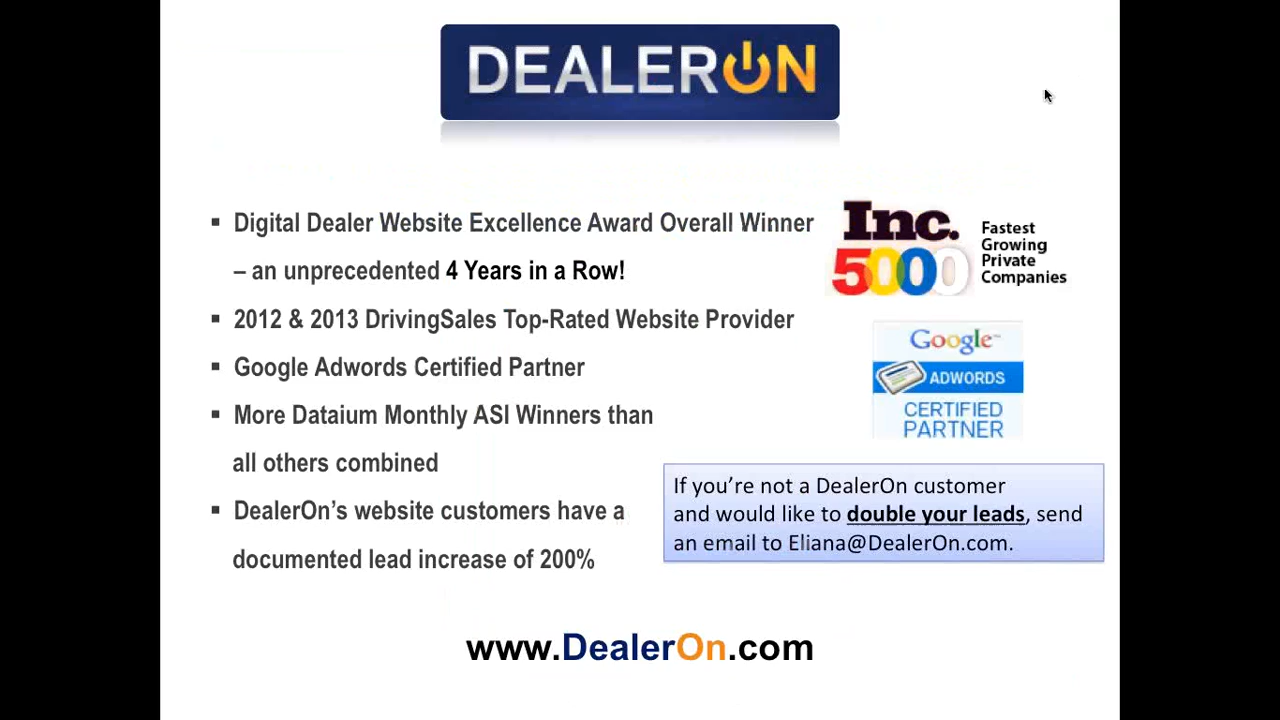 DEALERON
▪ Digital Dealer Website Excellence Award Overall Winner
– an unprecedented 4 Years in a Row!
▪ 2012 & 2013 DrivingSales Top-Rated Website Provider
▪ Google Adwords Certified Partner
▪ More Dataium Monthly ASI Winners than
all others combined
▪ DealerOn’s website customers have a
documented lead increase of 200%
Inc.
5000
Fastest
Growing
Private
Companies
Google™
ADWORDS
CERTIFIED
PARTNER
If you’re not a DealerOn customer
and would like to double your leads, send
an email to Eliana@DealerOn.com.
www.DealerOn.com